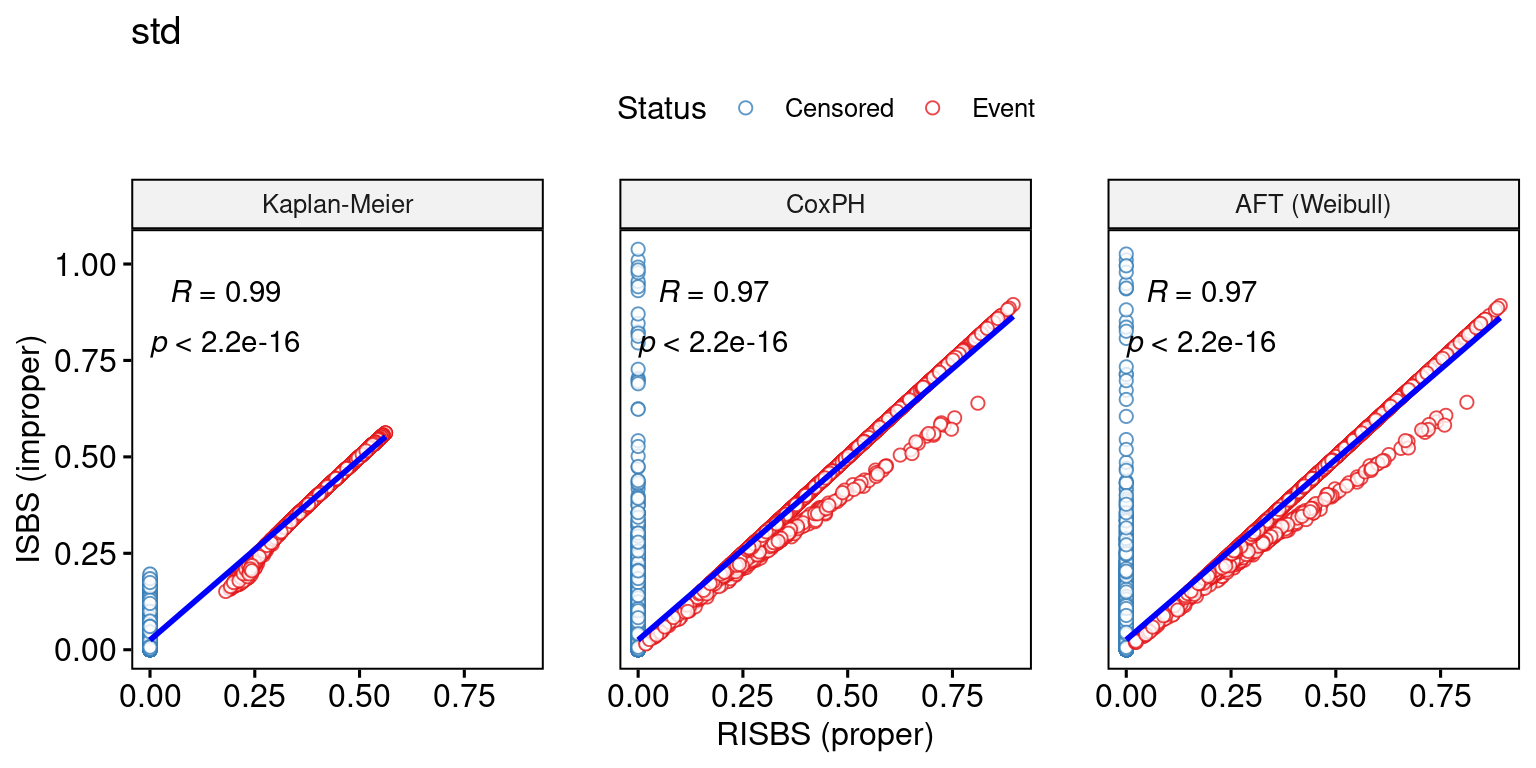 std
Status Censored Event
Kaplan-Meier CoxPH AFT (Weibull)
ISBS (improper)
1.00
0.75
0.50
0.25
0.00
R = 0.99
p < 2.2e-16
R = 0.97
p < 2.2e-16
R = 0.97
p < 2.2e-16
0.00 0.25 0.50 0.75 0.00 0.25 0.50 0.75 0.00 0.25 0.50 0.75
RISBS (proper)